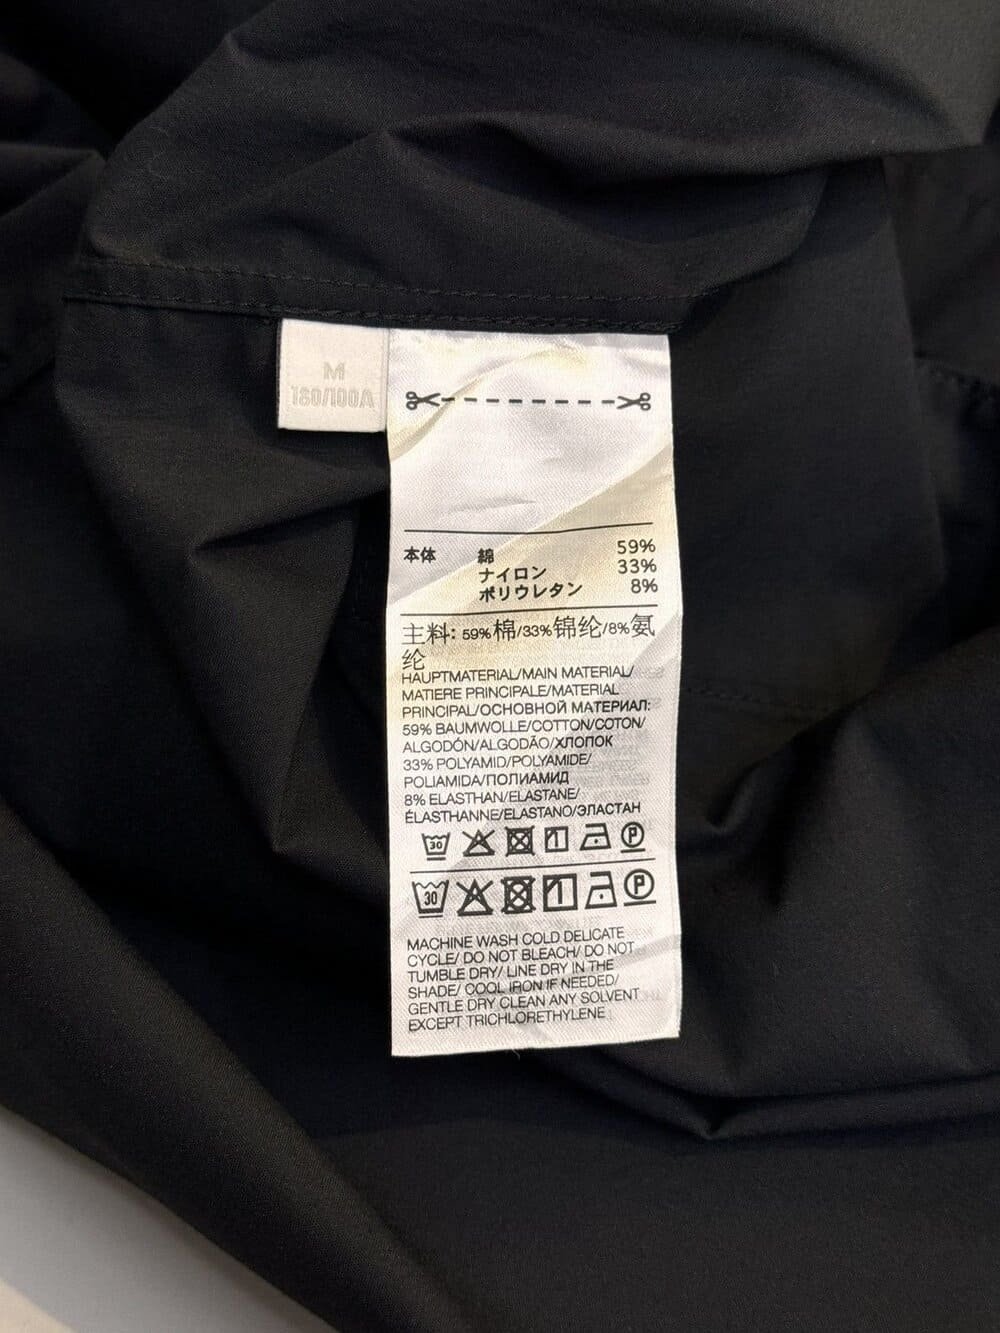 M
180/100A
本体 綿 59%
ナイロン 33%
ポリウレタン 8%
主料: 59%棉/33%锦纶/8%氨
纶
HAUPTMATERIAL/MAIN MATERIAL/
MATIERE PRINCIPALE/MATERIAL
PRINCIPAL/ОСНОВНОЙ МАТЕРИАЛ:
59% BAUMWOLLE/COTTON/COTON/
ALGODÓN/ALGODÃO/ХЛОПОК
33% POLYAMID/POLYAMIDE/
POLIAMIDA/ПОЛИАМИД
8% ELASTHAN/ELASTANE/
ÉLASTHANNE/ELASTANO/ЭЛАСТАН
30 P
30 P
MACHINE WASH COLD DELICATE
CYCLE/ DO NOT BLEACH/ DO NOT
TUMBLE DRY/ LINE DRY IN THE
SHADE/ COOL IRON IF NEEDED/
GENTLE DRY CLEAN ANY SOLVENT
EXCEPT TRICHLORETHYLENE